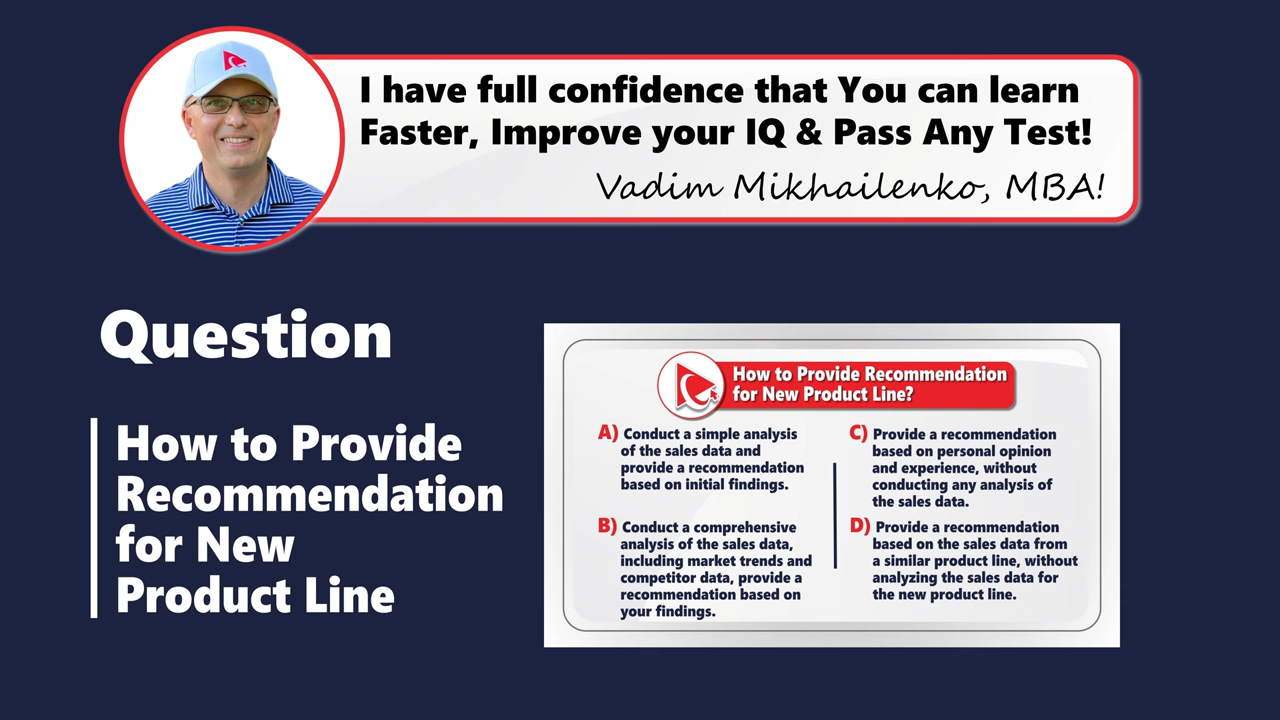 I have full confidence that You can learn
Faster, Improve your IQ & Pass Any Test!
Vadim Mikhailenko, MBA!
Question
How to Provide
Recommendation
for New
Product Line
How to Provide Recommendation
for New Product Line?
A) Conduct a simple analysis
of the sales data and
provide a recommendation
based on initial findings.
B) Conduct a comprehensive
analysis of the sales data,
including market trends and
competitor data, provide a
recommendation based on
your findings.
C) Provide a recommendation
based on personal opinion
and experience, without
conducting any analysis of
the sales data.
D) Provide a recommendation
based on the sales data from
a similar product line, without
analyzing the sales data for
the new product line.